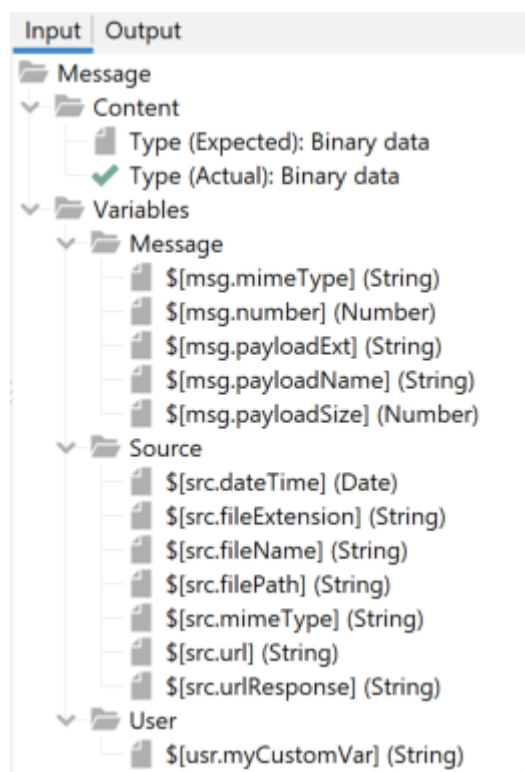 Input Output
Message
Content
Type (Expected): Binary data
Type (Actual): Binary data
Variables
Message
$[msg.mimeType] (String)
$[msg.number] (Number)
$[msg.payloadExt] (String)
$[msg.payloadName] (String)
$[msg.payloadSize] (Number)
Source
$[src.dateTime] (Date)
$[src.fileExtension] (String)
$[src.fileName] (String)
$[src.filePath] (String)
$[src.mimeType] (String)
$[src.url] (String)
$[src.urlResponse] (String)
User
$[usr.myCustomVar] (String)